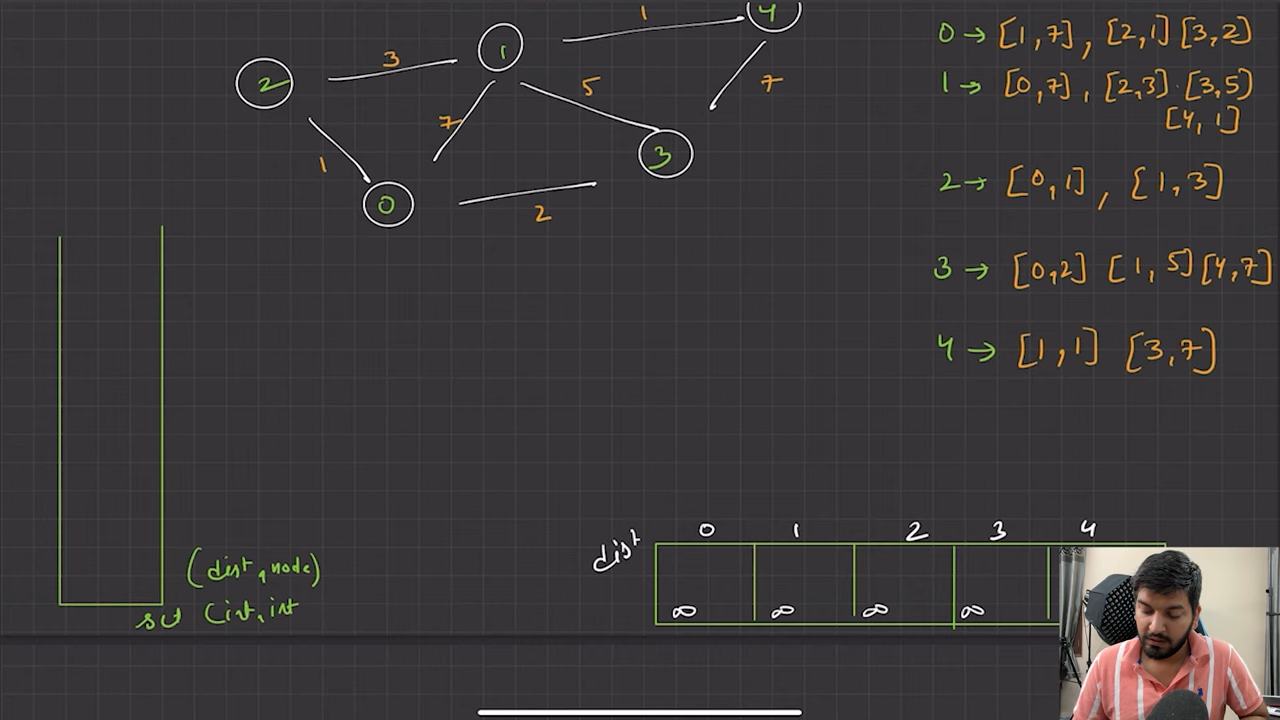 1
4
3
1
2
5
7
7
3
1
0
2
0 → [1,7] , [2,1] [3,2]
1 → [0,7] , [2,3] . [3,5]
[4,1]
2 → [0,1] , [1,3]
3 → [0,2] [1,5] [4,7]
4 → [1,1] [3,7]
0 1 2 3 4
dist
∞ ∞ ∞ ∞
(dist, node)
set (int, int